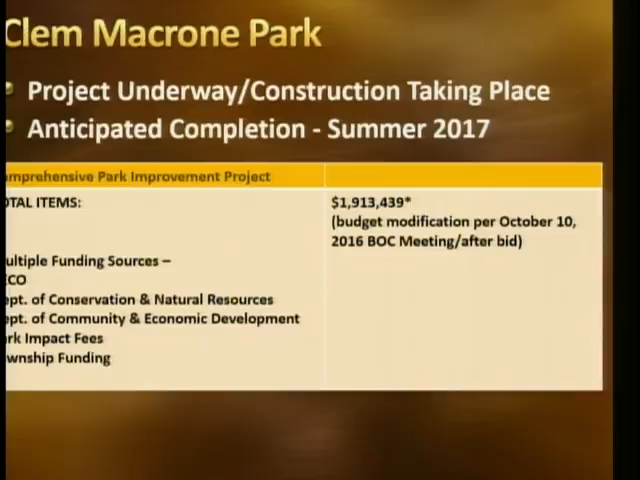 Clem Macrone Park
Project Underway/Construction Taking Place
Anticipated Completion - Summer 2017
mprehensive Park Improvement Project
OTAL ITEMS:
$1,913,439*
(budget modification per October 10,
2016 BOC Meeting/after bid)
ultiple Funding Sources –
CO
ept. of Conservation & Natural Resources
ept. of Community & Economic Development
rk Impact Fees
wnship Funding